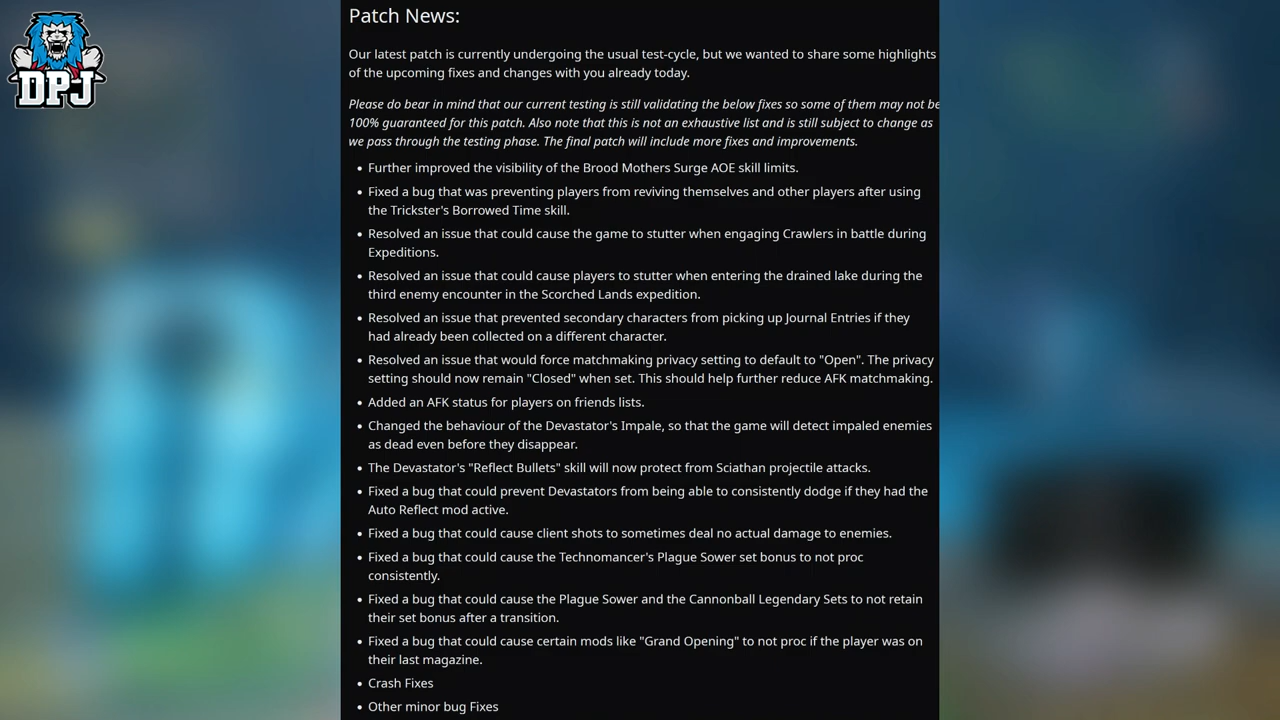 DPJ
Patch News:
Our latest patch is currently undergoing the usual test-cycle, but we wanted to share some highlights
of the upcoming fixes and changes with you already today.
Please do bear in mind that our current testing is still validating the below fixes so some of them may not be
100% guaranteed for this patch. Also note that this is not an exhaustive list and is still subject to change as
we pass through the testing phase. The final patch will include more fixes and improvements.
• Further improved the visibility of the Brood Mothers Surge AOE skill limits.
• Fixed a bug that was preventing players from reviving themselves and other players after using
the Trickster's Borrowed Time skill.
• Resolved an issue that could cause the game to stutter when engaging Crawlers in battle during
Expeditions.
• Resolved an issue that could cause players to stutter when entering the drained lake during the
third enemy encounter in the Scorched Lands expedition.
• Resolved an issue that prevented secondary characters from picking up Journal Entries if they
had already been collected on a different character.
• Resolved an issue that would force matchmaking privacy setting to default to "Open". The privacy
setting should now remain "Closed" when set. This should help further reduce AFK matchmaking.
• Added an AFK status for players on friends lists.
• Changed the behaviour of the Devastator's Impale, so that the game will detect impaled enemies
as dead even before they disappear.
• The Devastator's "Reflect Bullets" skill will now protect from Sciathan projectile attacks.
• Fixed a bug that could prevent Devastators from being able to consistently dodge if they had the
Auto Reflect mod active.
• Fixed a bug that could cause client shots to sometimes deal no actual damage to enemies.
• Fixed a bug that could cause the Technomancer's Plague Sower set bonus to not proc
consistently.
• Fixed a bug that could cause the Plague Sower and the Cannonball Legendary Sets to not retain
their set bonus after a transition.
• Fixed a bug that could cause certain mods like "Grand Opening" to not proc if the player was on
their last magazine.
• Crash Fixes
• Other minor bug Fixes